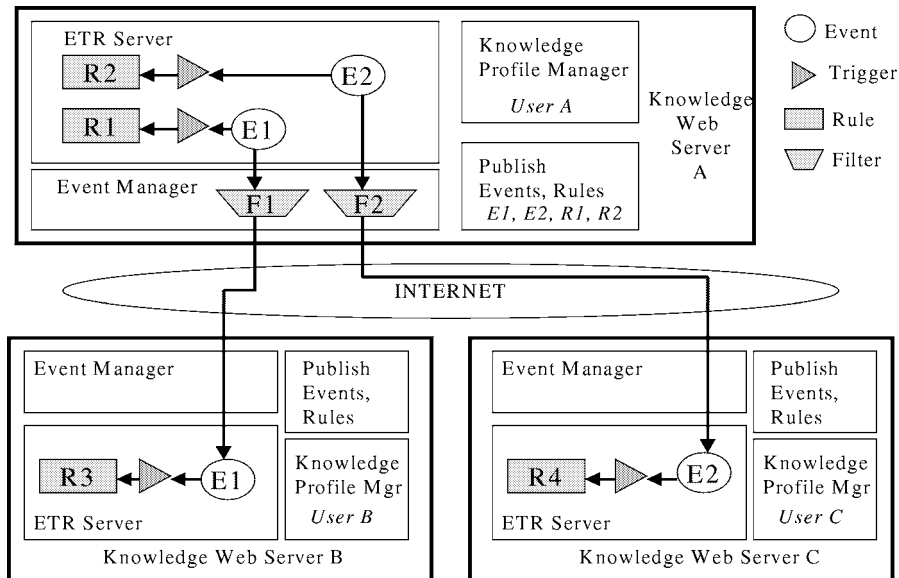 ETR Server
R2
E2
R1
E1
Event Manager
F1
F2
Knowledge
Profile Manager
User A
Publish
Events, Rules
E1, E2, R1, R2
Knowledge
Web
Server
A
Event
Trigger
Rule
Filter
INTERNET
Event Manager
Publish
Events,
Rules
R3
E1
ETR Server
Knowledge
Profile Mgr
User B
Knowledge Web Server B
Event Manager
Publish
Events,
Rules
R4
E2
ETR Server
Knowledge
Profile Mgr
User C
Knowledge Web Server C